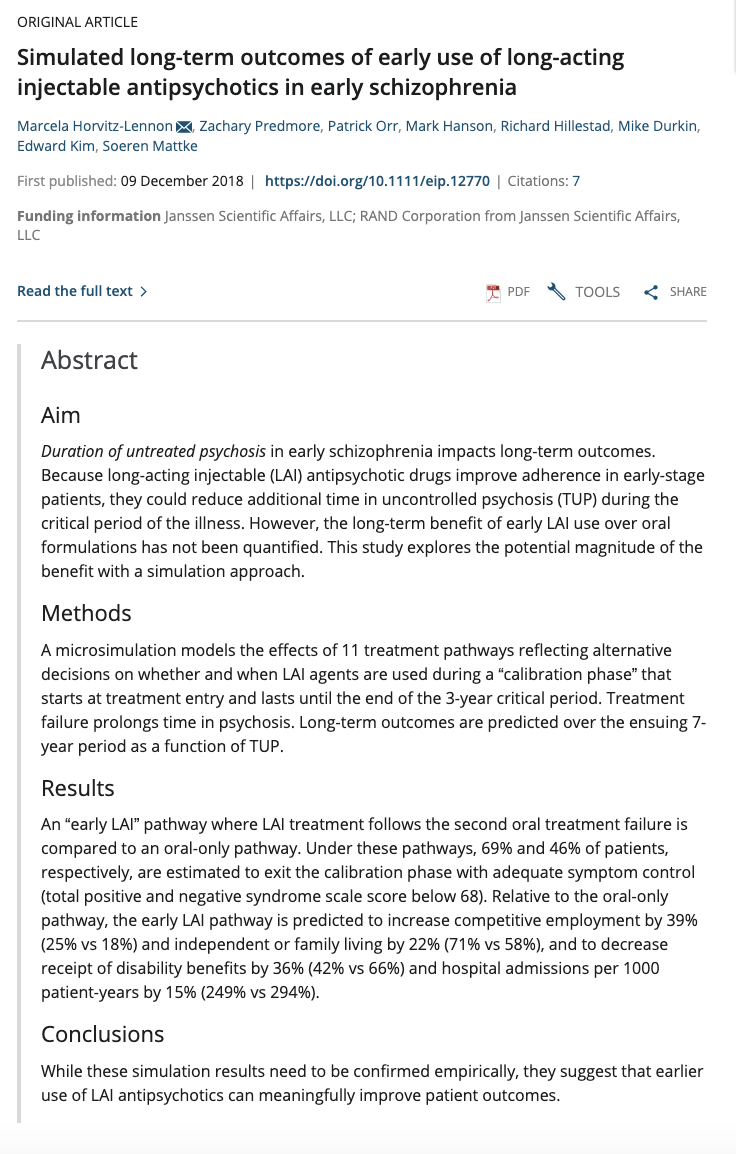 ORIGINAL ARTICLE
Simulated long-term outcomes of early use of long-acting
injectable antipsychotics in early schizophrenia
Marcela Horvitz-Lennon, Zachary Predmore, Patrick Orr, Mark Hanson, Richard Hillestad, Mike Durkin,
Edward Kim, Soeren Mattke
First published: 09 December 2018 | https://doi.org/10.1111/eip.12770 | Citations: 7
Funding information Janssen Scientific Affairs, LLC; RAND Corporation from Janssen Scientific Affairs,
LLC
Read the full text >
PDF TOOLS SHARE
Abstract
Aim
Duration of untreated psychosis in early schizophrenia impacts long-term outcomes.
Because long-acting injectable (LAI) antipsychotic drugs improve adherence in early-stage
patients, they could reduce additional time in uncontrolled psychosis (TUP) during the
critical period of the illness. However, the long-term benefit of early LAI use over oral
formulations has not been quantified. This study explores the potential magnitude of the
benefit with a simulation approach.
Methods
A microsimulation models the effects of 11 treatment pathways reflecting alternative
decisions on whether and when LAI agents are used during a “calibration phase” that
starts at treatment entry and lasts until the end of the 3-year critical period. Treatment
failure prolongs time in psychosis. Long-term outcomes are predicted over the ensuing 7-
year period as a function of TUP.
Results
An “early LAI” pathway where LAI treatment follows the second oral treatment failure is
compared to an oral-only pathway. Under these pathways, 69% and 46% of patients,
respectively, are estimated to exit the calibration phase with adequate symptom control
(total positive and negative syndrome scale score below 68). Relative to the oral-only
pathway, the early LAI pathway is predicted to increase competitive employment by 39%
(25% vs 18%) and independent or family living by 22% (71% vs 58%), and to decrease
receipt of disability benefits by 36% (42% vs 66%) and hospital admissions per 1000
patient-years by 15% (249% vs 294%).
Conclusions
While these simulation results need to be confirmed empirically, they suggest that earlier
use of LAI antipsychotics can meaningfully improve patient outcomes.